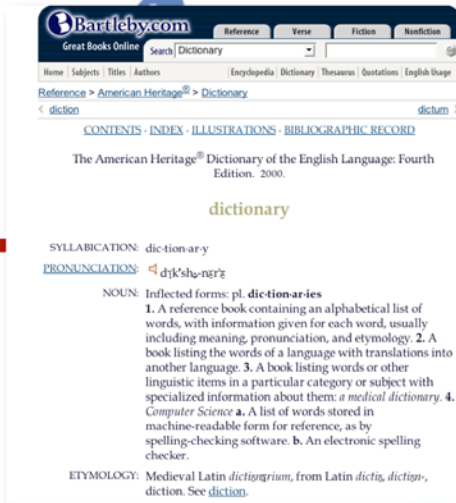 Bartleby.com
Great Books Online
Reference Verse Fiction Nonfiction
Search Dictionary
Home Subjects Titles Authors Encyclopedia Dictionary Thesaurus Quotations English Usage
Reference > American Heritage® > Dictionary
< diction dictum >
CONTENTS · INDEX · ILLUSTRATIONS · BIBLIOGRAPHIC RECORD
The American Heritage® Dictionary of the English Language: Fourth
Edition. 2000.
dictionary
SYLLABICATION: dic·tion·ar·y
PRONUNCIATION:
NOUN: Inflected forms: pl. dic·tion·ar·ies
1. A reference book containing an alphabetical list of
words, with information given for each word, usually
including meaning, pronunciation, and etymology. 2. A
book listing the words of a language with translations into
another language. 3. A book listing words or other
linguistic items in a particular category or subject with
specialized information about them: a medical dictionary. 4.
Computer Science a. A list of words stored in
machine-readable form for reference, as by
spelling-checking software. b. An electronic spelling
checker.
ETYMOLOGY: Medieval Latin from Latin
diction. See diction.